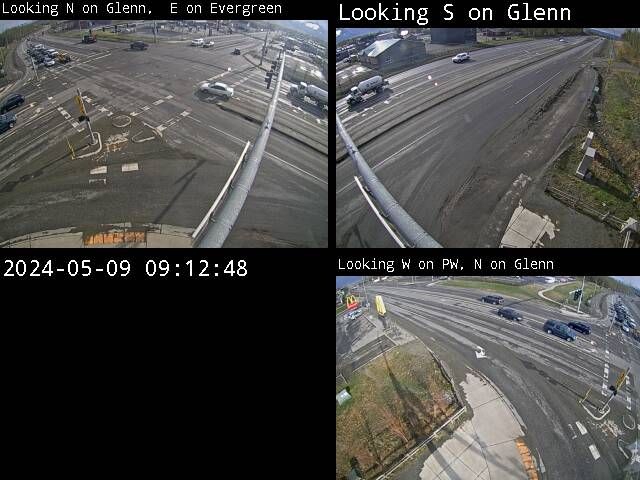 Looking N on Glenn,  E on Evergreen
Looking S on Glenn
2024-05-09 09:12:48
Looking W on PW, N on Glenn